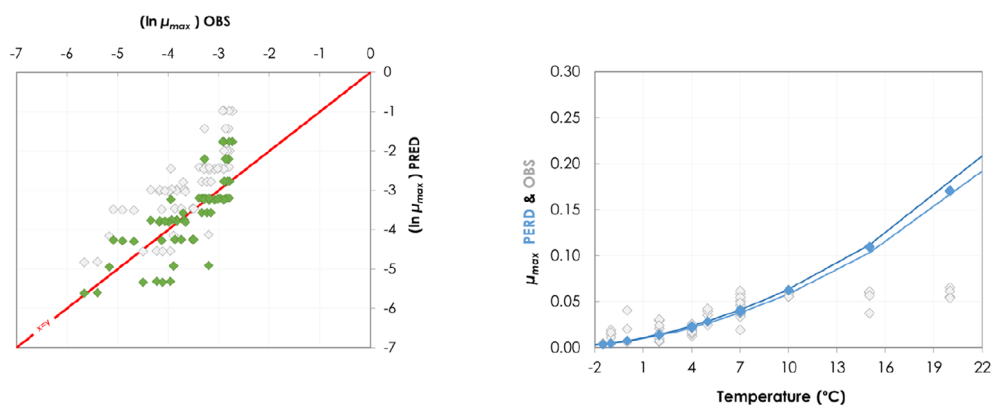 (ln μmax ) OBS
-7 -6 -5 -4 -3 -2 -1 0
0
-1
-2
-3
-4
-5
-6
-7
(ln μmax ) PRED
x=y
0.30
0.25
0.20
0.15
0.10
0.05
0.00
μmax PERD & OBS
-2 1 4 7 10 13 16 19 22
Temperature (ºC)